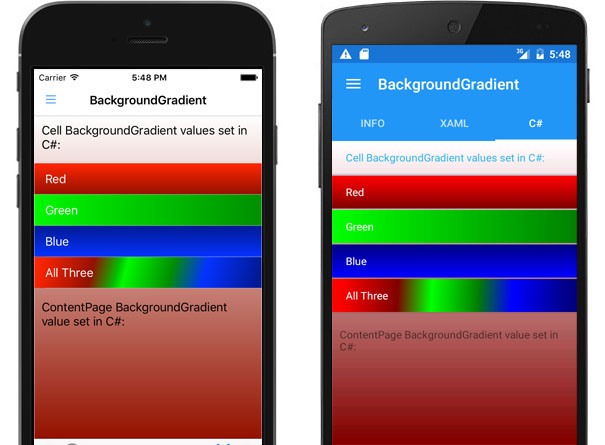 Carrier 5:48 PM
BackgroundGradient
Cell BackgroundGradient values set in
C#:
Red
Green
Blue
All Three
ContentPage BackgroundGradient
value set in C#:
3G 5:48
BackgroundGradient
INFO XAML C#
Cell BackgroundGradient values set in C#:
Red
Green
Blue
All Three
ContentPage BackgroundGradient value set in
C#: